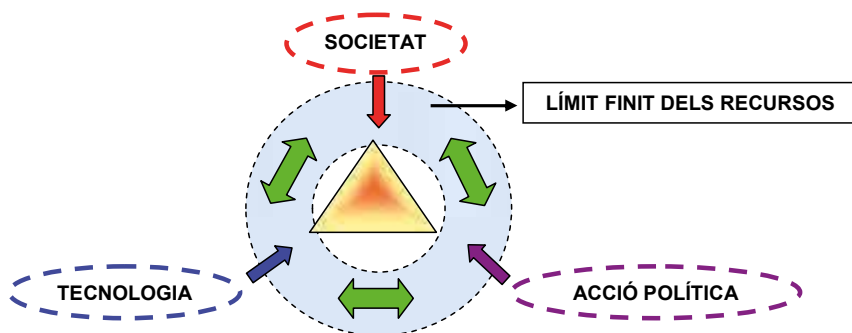 SOCIETAT
LÍMIT FINIT DELS RECURSOS
TECNOLOGIA
ACCIÓ POLÍTICA